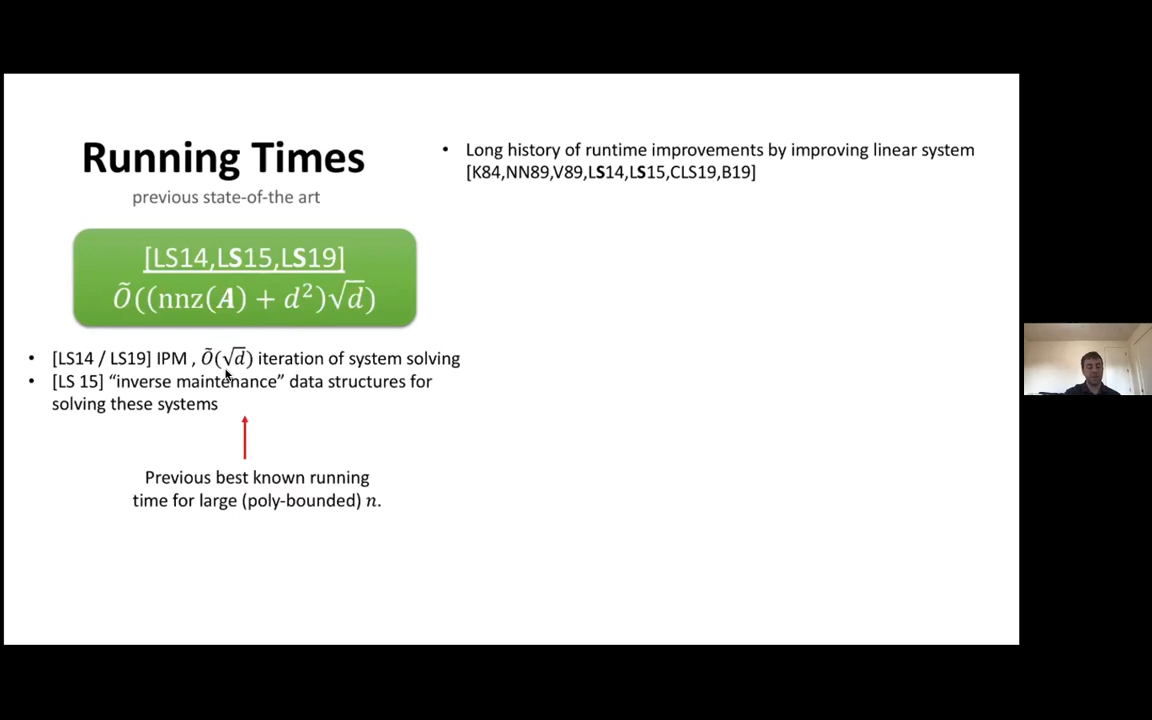 Running Times
previous state-of-the art
[LS14,LS15,LS19]
Õ((nnz(A) + d²)√d)
• [LS14 / LS19] IPM , Õ(√d) iteration of system solving
• [LS 15] “inverse maintenance” data structures for
solving these systems
Previous best known running
time for large (poly-bounded) n.
• Long history of runtime improvements by improving linear system
[K84,NN89,V89,LS14,LS15,CLS19,B19]